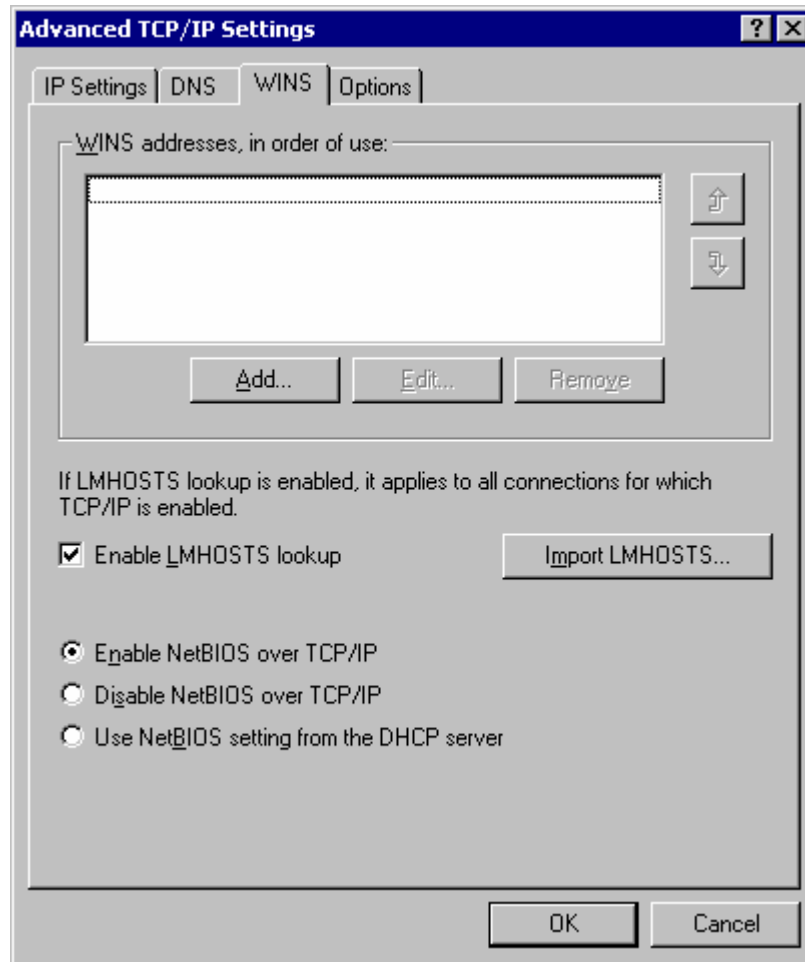 Advanced TCP/IP Settings
IP Settings DNS WINS Options
WINS addresses, in order of use:
Add... Edit... Remove
If LMHOSTS lookup is enabled, it applies to all connections for which
TCP/IP is enabled.
Enable LMHOSTS lookup Import LMHOSTS...
Enable NetBIOS over TCP/IP
Disable NetBIOS over TCP/IP
Use NetBIOS setting from the DHCP server
OK Cancel